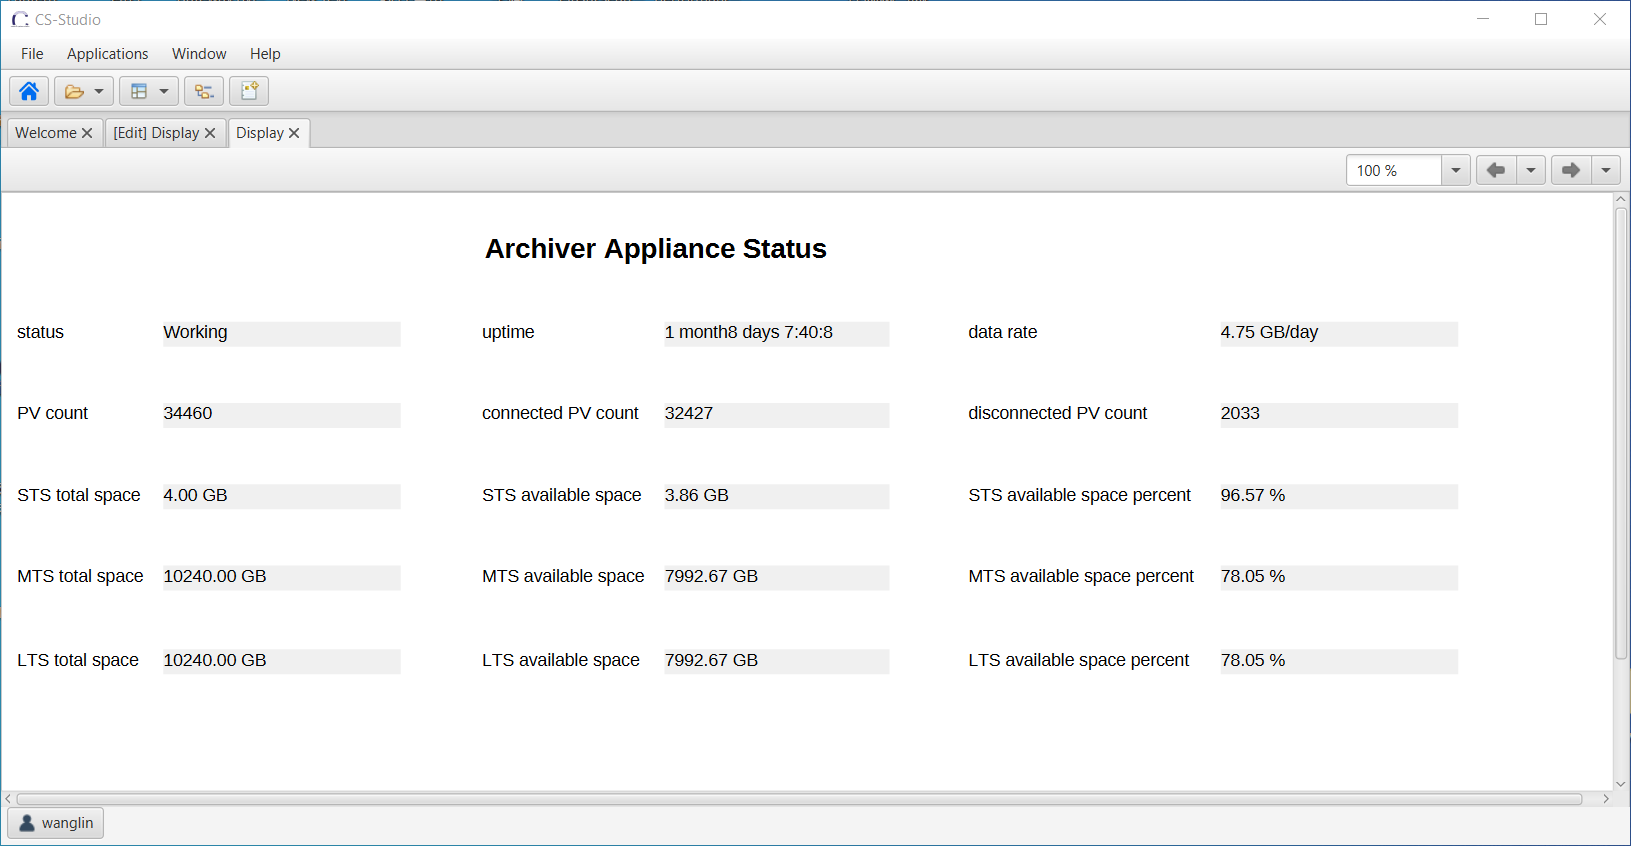 CS-Studio
File Applications Window Help
Welcome [Edit] Display Display
100 %
Archiver Appliance Status
status Working uptime 1 month8 days 7:40:8 data rate 4.75 GB/day
PV count 34460 connected PV count 32427 disconnected PV count 2033
STS total space 4.00 GB STS available space 3.86 GB STS available space percent 96.57 %
MTS total space 10240.00 GB MTS available space 7992.67 GB MTS available space percent 78.05 %
LTS total space 10240.00 GB LTS available space 7992.67 GB LTS available space percent 78.05 %
wanglin